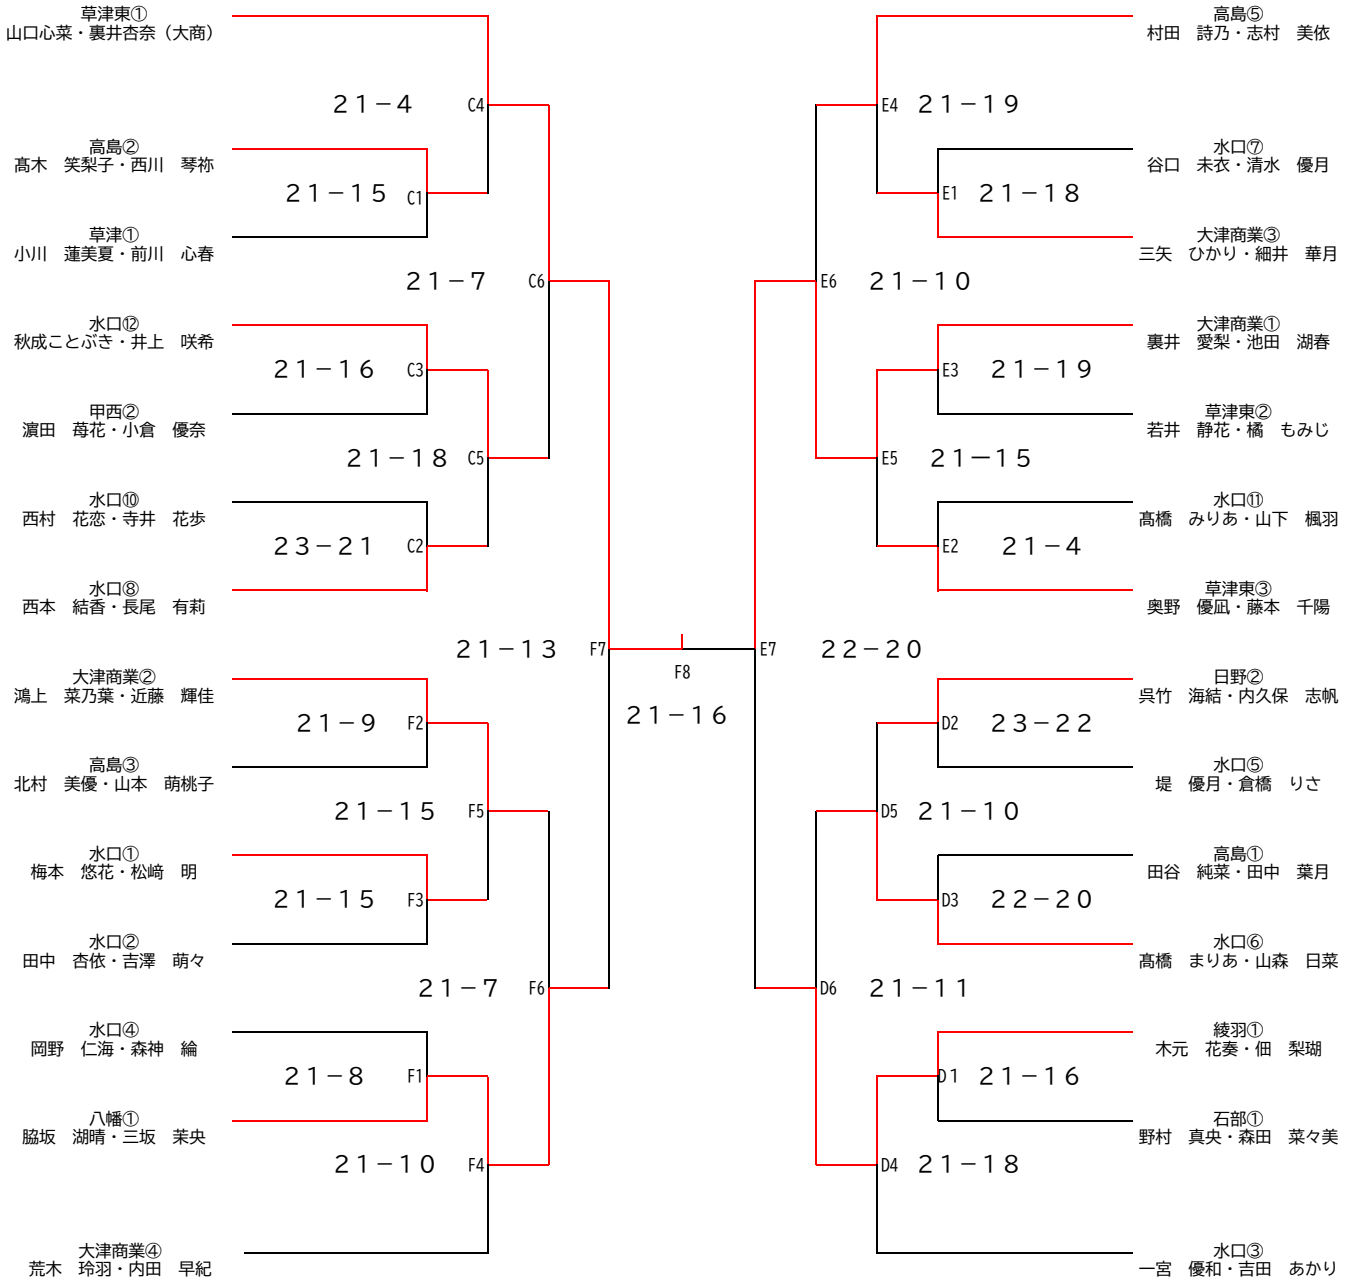 草津東①
山口心菜・裏井杏奈（大商）
21－4
C4
高島②
髙木　笑梨子・西川　琴祢
21－15
C1
草津①
小川　蓮美夏・前川　心春
21－7
C6
水口⑫
秋成ことぶき・井上　咲希
21－16
C3
甲西②
濵田　苺花・小倉　優奈
21－18
C5
水口⑩
西村　花恋・寺井　花歩
23－21
C2
水口⑧
西本　結香・長尾　有莉
21－13
F7
大津商業②
鴻上　菜乃葉・近藤　輝佳
21－9
F2
高島③
北村　美優・山本　萌桃子
21－15
F5
水口①
梅本　悠花・松﨑　明
21－15
F3
水口②
田中　杏依・吉澤　萌々
21－7
F6
水口④
岡野　仁海・森神　綸
21－8
F1
八幡①
脇坂　湖晴・三坂　茉央
21－10
F4
大津商業④
荒木　玲羽・内田　早紀
F8
21－16
高島⑤
村田　詩乃・志村　美依
E4
21－19
水口⑦
谷口　未衣・清水　優月
E1
21－18
大津商業③
三矢　ひかり・細井　華月
E6
21－10
大津商業①
裏井　愛梨・池田　湖春
E3
21－19
草津東②
若井　静花・橘　もみじ
E5
21－15
水口⑪
髙橋　みりあ・山下　楓羽
E2
21－4
草津東③
奥野　優凪・藤本　千陽
E7
22－20
日野②
呉竹　海結・内久保　志帆
D2
23－22
水口⑤
堤　優月・倉橋　りさ
D5
21－10
高島①
田谷　純菜・田中　葉月
D3
22－20
水口⑥
髙橋　まりあ・山森　日菜
D6
21－11
綾羽①
木元　花奏・佃　梨瑚
D1
21－16
石部①
野村　真央・森田　菜々美
D4
21－18
水口③
一宮　優和・吉田　あかり